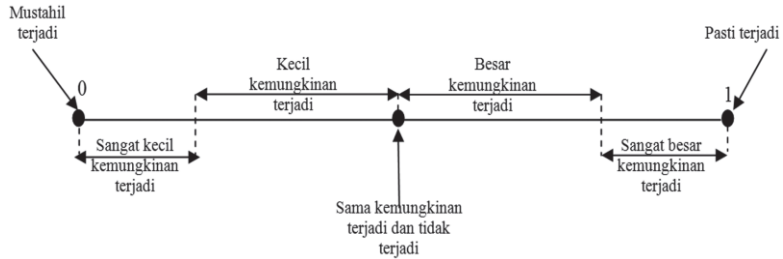 Mustahil
terjadi
Pasti terjadi
0
Kecil
kemungkinan
terjadi
Besar
kemungkinan
terjadi
1
Sangat kecil
kemungkinan
terjadi
Sangat besar
kemungkinan
terjadi
Sama kemungkinan
terjadi dan tidak
terjadi